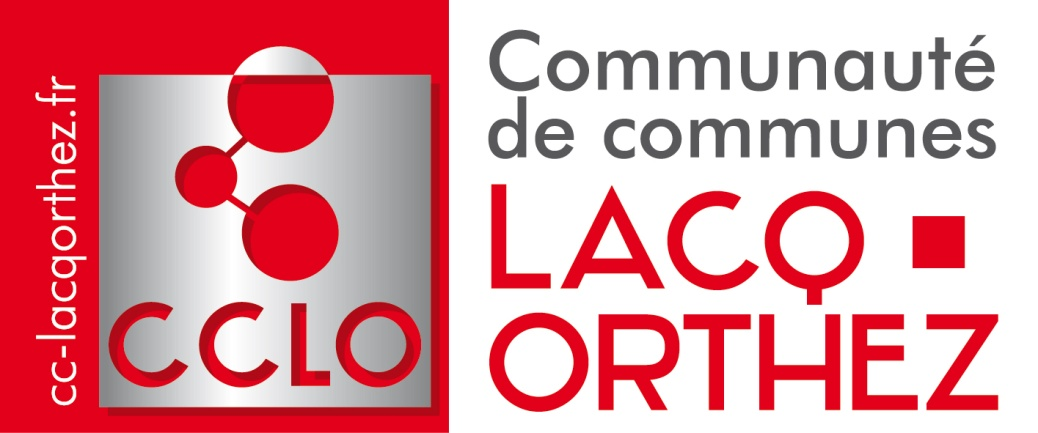 cc-lacqorthez.fr
CCLO
Communauté
de communes
LACQ
ORTHEZ